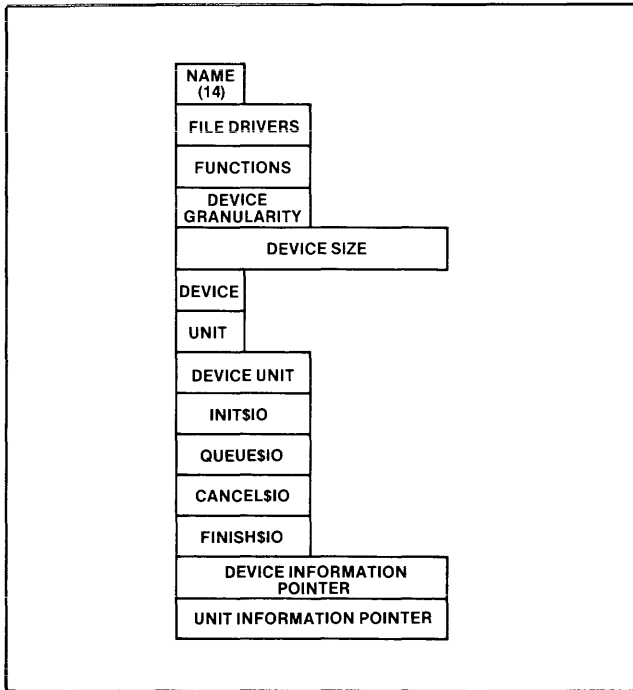 NAME
(14)
FILE DRIVERS
FUNCTIONS
DEVICE
GRANULARITY
DEVICE SIZE
DEVICE
UNIT
DEVICE UNIT
INIT$IO
QUEUE$IO
CANCEL$IO
FINISH$IO
DEVICE INFORMATION
POINTER
UNIT INFORMATION POINTER